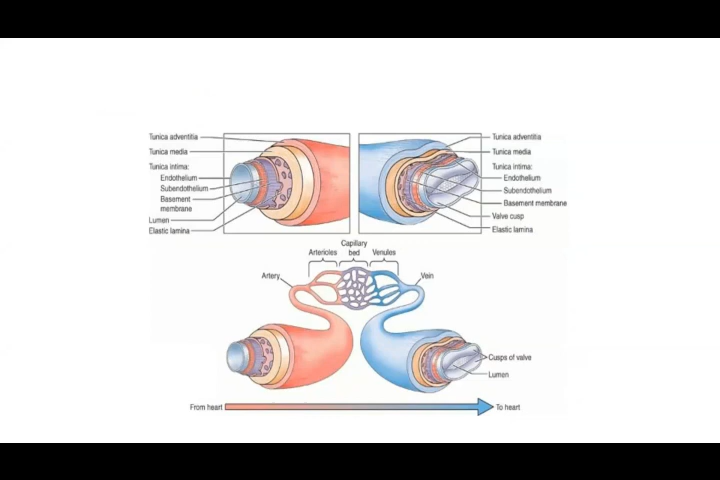 Tunica adventitia
Tunica media
Tunica intima:
Endothelium
Subendothelium
Basement
membrane
Lumen
Elastic lamina
Tunica adventitia
Tunica media
Tunica intima:
Endothelium
Subendothelium
Basement membrane
Valve cusp
Elastic lamina
Capillary
bed
Arterioles
Venules
Artery
Vein
Cusps of valve
Lumen
From heart
To heart